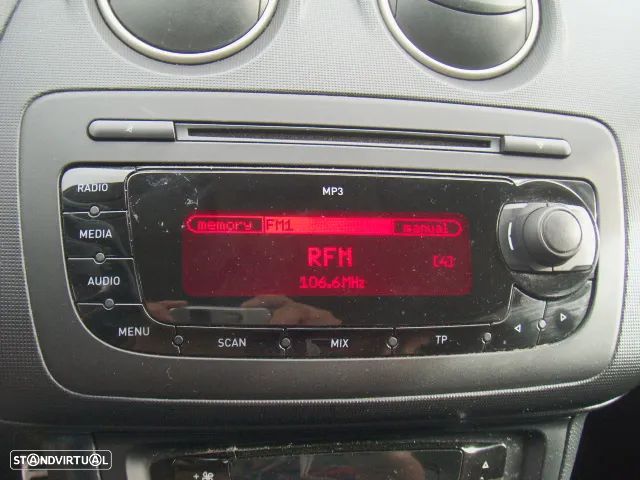 RADIO
MP3
memory FM1 manual
MEDIA
RFM [4]
106.6MHz
AUDIO
MENU SCAN MIX TP
STANDVIRTUAL